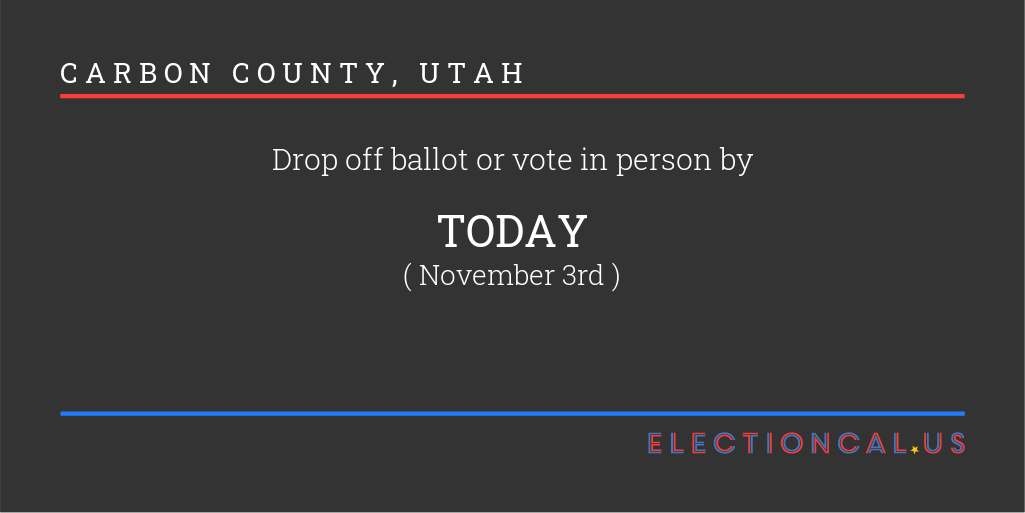 CARBON COUNTY, UTAH
Drop off ballot or vote in person by
TODAY
( November 3rd )
ELECTIONCAL.US